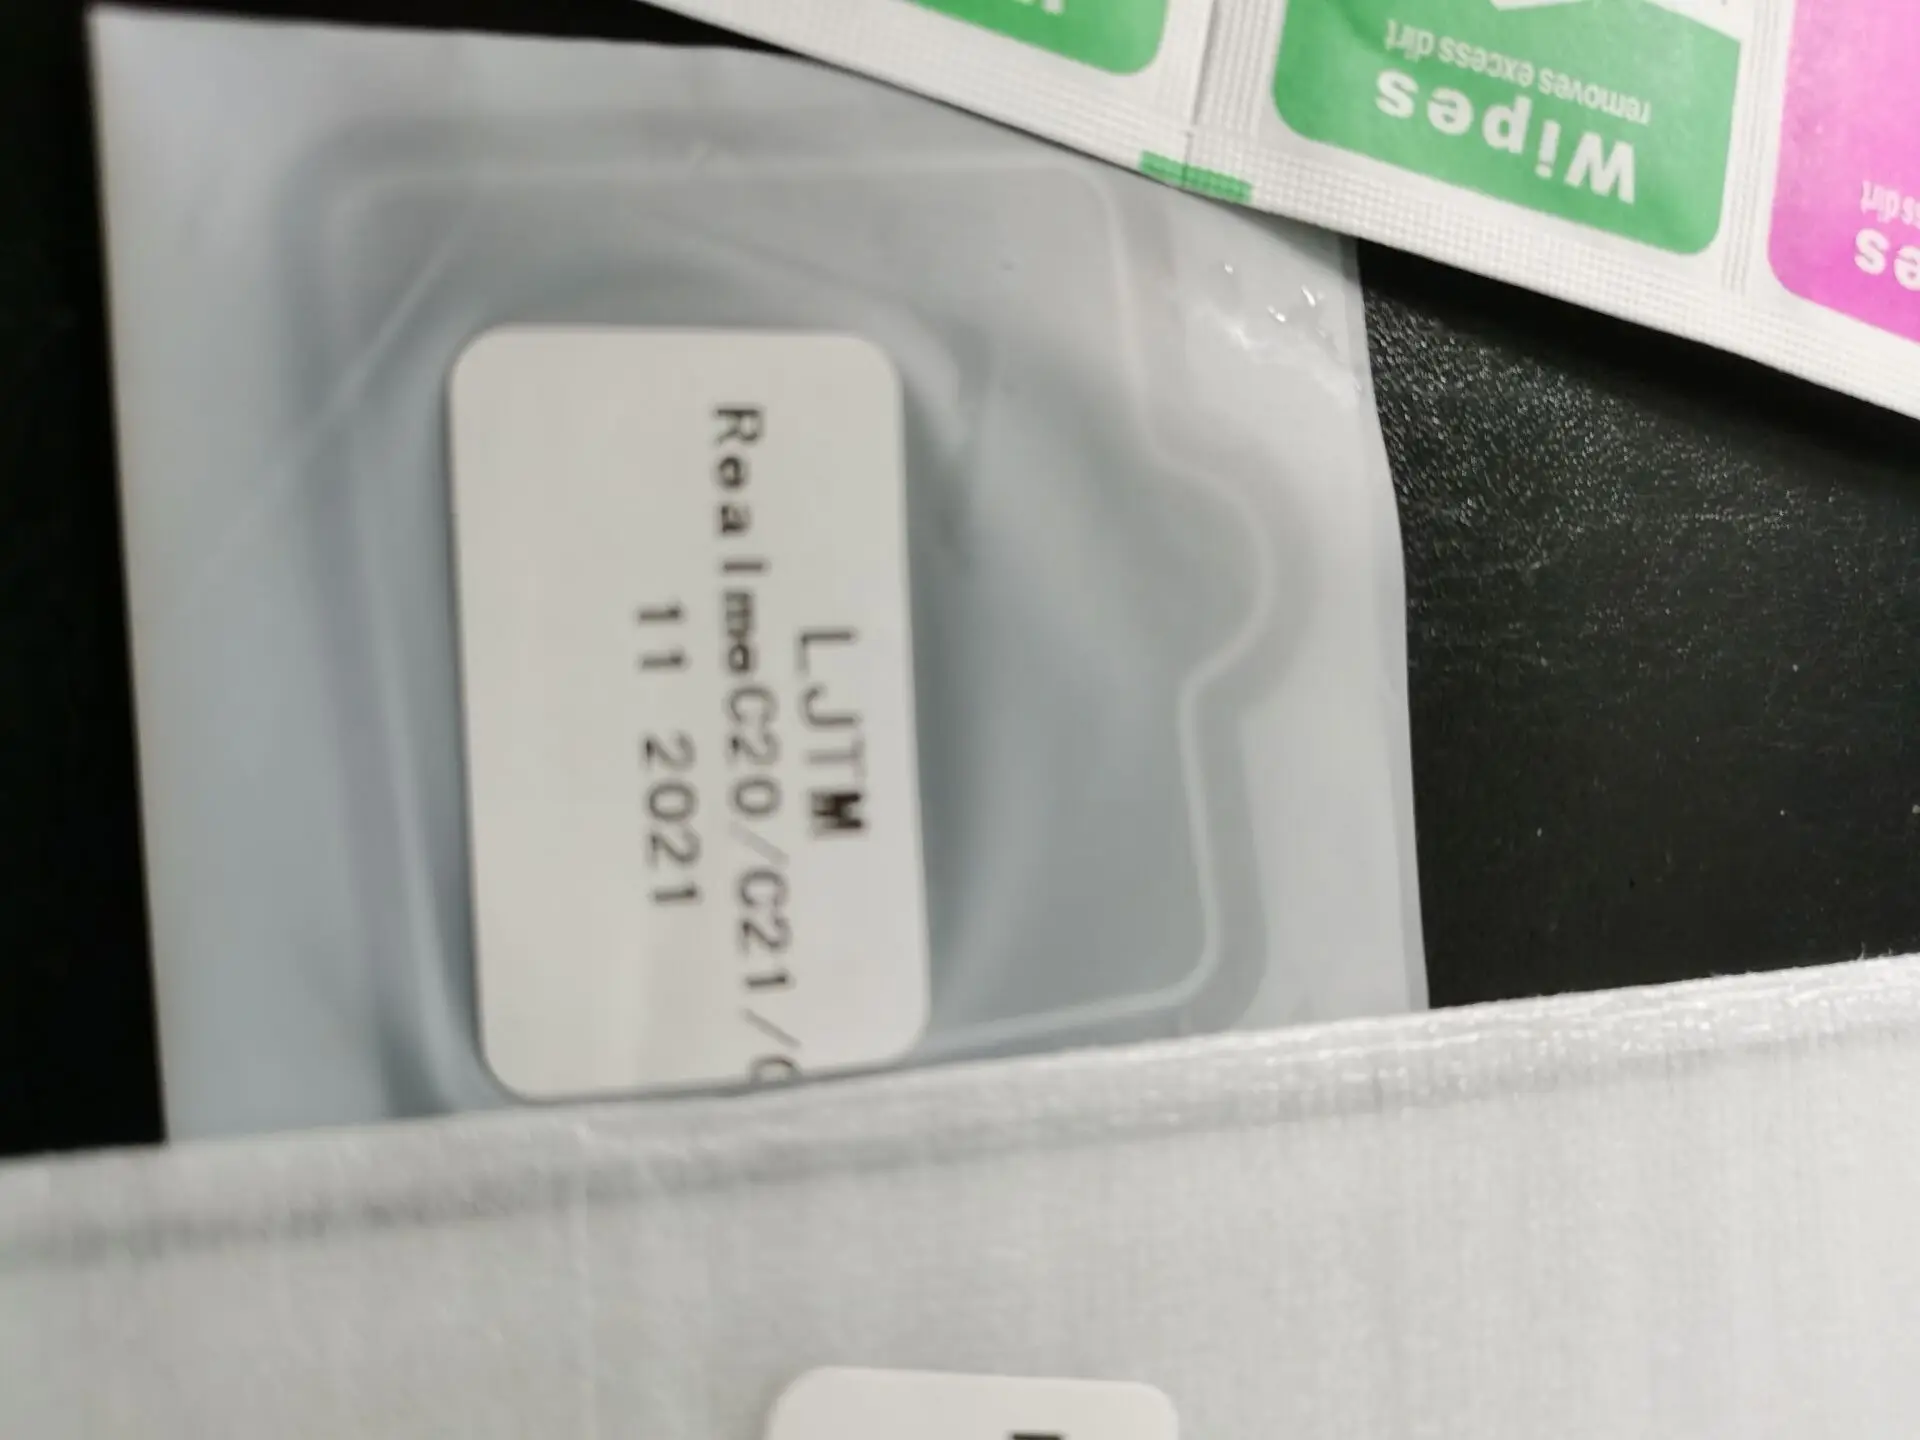 LJTM
RealmeC20/C21/C
11 2021
Wipes
removes excess dirt